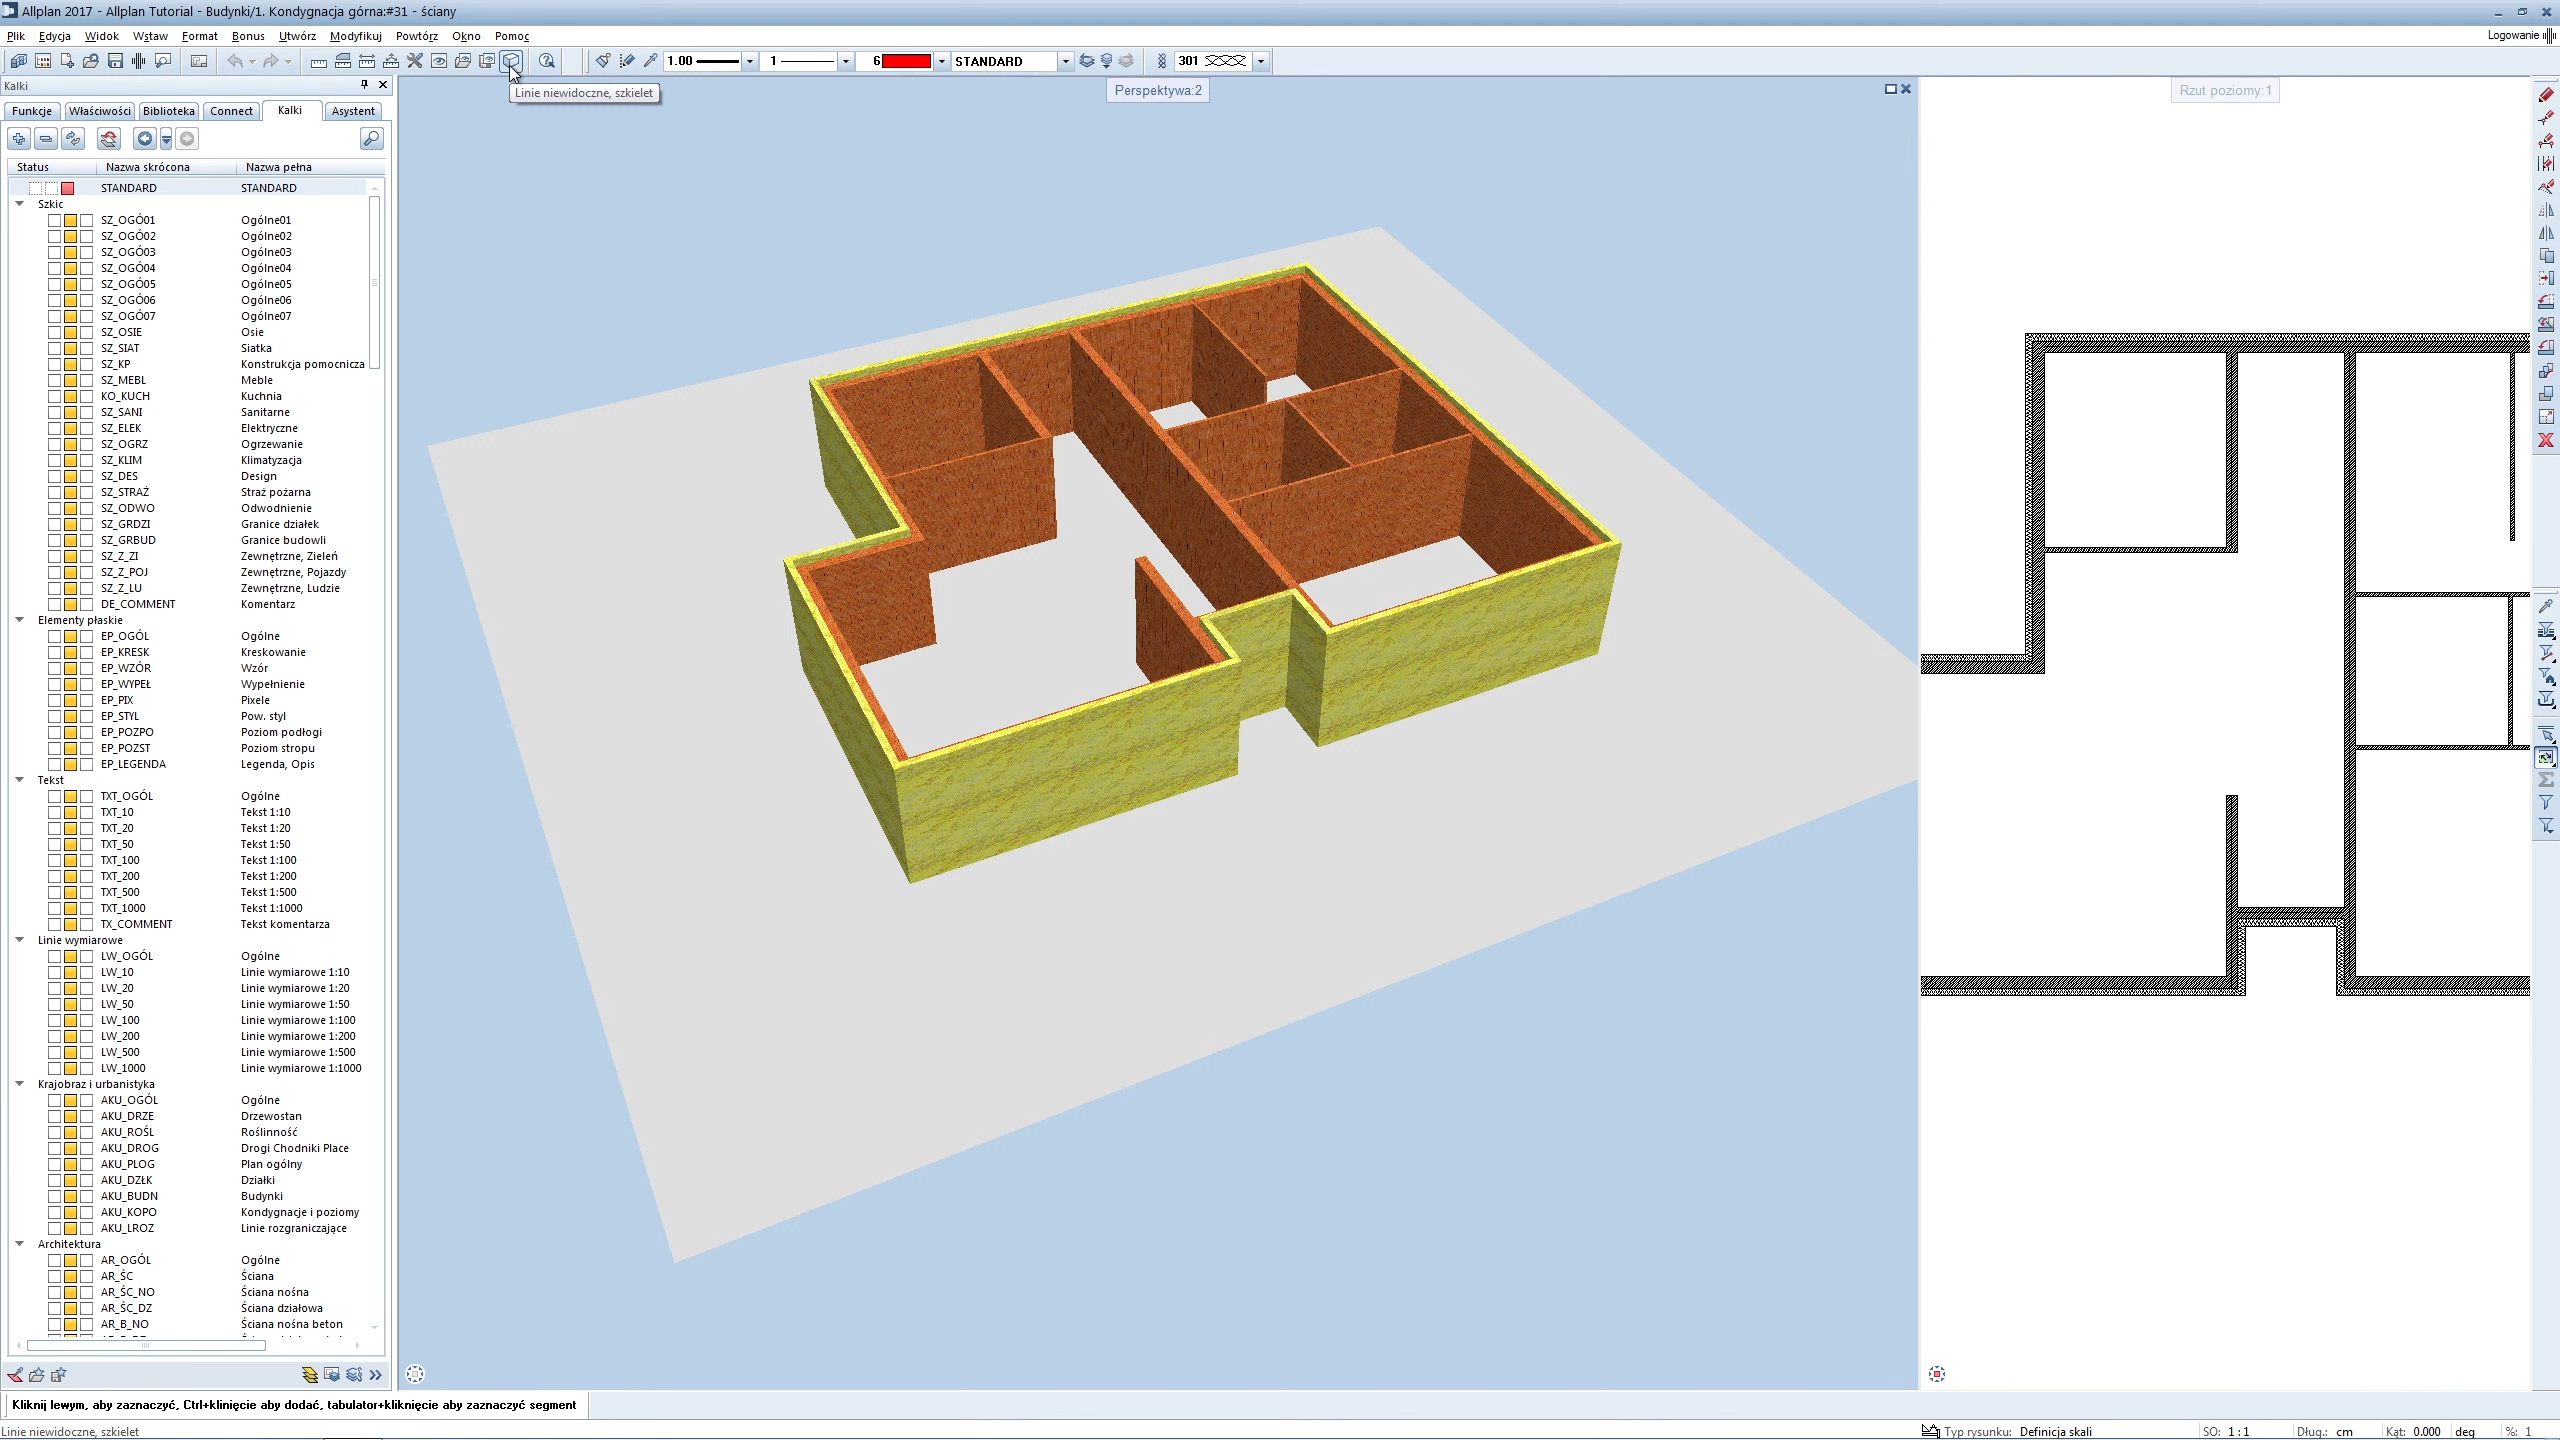 Allplan 2017 - Allplan Tutorial - Budynki/1. Kondygnacja górna:#31 - ściany
Plik Edycja Widok Wstaw Format Bonus Utwórz Modyfikuj Powtórz Okno Pomoc
Logowanie
1.00 1 6 STANDARD 301
Kalki
Linie niewidoczne, szkielet
Perspektywa:2
Rzut poziomy:1
Funkcje Właściwości Biblioteka Connect Kalki Asystent
Status Nazwa skrócona Nazwa pełna
STANDARD STANDARD
Szkic
SZ_OGÓ01 Ogólne01
SZ_OGÓ02 Ogólne02
SZ_OGÓ03 Ogólne03
SZ_OGÓ04 Ogólne04
SZ_OGÓ05 Ogólne05
SZ_OGÓ06 Ogólne06
SZ_OGÓ07 Ogólne07
SZ_OSIE Osie
SZ_SIAT Siatka
SZ_KP Konstrukcja pomocnicza
SZ_MEBL Meble
KO_KUCH Kuchnia
SZ_SANI Sanitarne
SZ_ELEK Elektryczne
SZ_OGRZ Ogrzewanie
SZ_KLIM Klimatyzacja
SZ_DES Design
SZ_STRAŻ Straż pożarna
SZ_ODWO Odwodnienie
SZ_GRDZI Granice działek
SZ_GRBUD Granice budowli
SZ_Z_ZI Zewnętrzne, Zieleń
SZ_Z_POJ Zewnętrzne, Pojazdy
SZ_Z_LU Zewnętrzne, Ludzie
DE_COMMENT Komentarz
Elementy płaskie
EP_OGÓL Ogólne
EP_KRESK Kreskowanie
EP_WZÓR Wzór
EP_WYPEŁ Wypełnienie
EP_PIX Pixele
EP_STYL Pow. styl
EP_POZPO Poziom podłogi
EP_POZST Poziom stropu
EP_LEGENDA Legenda, Opis
Tekst
TXT_OGÓL Ogólne
TXT_10 Tekst 1:10
TXT_20 Tekst 1:20
TXT_50 Tekst 1:50
TXT_100 Tekst 1:100
TXT_200 Tekst 1:200
TXT_500 Tekst 1:500
TXT_1000 Tekst 1:1000
TX_COMMENT Tekst komentarza
Linie wymiarowe
LW_OGÓL Ogólne
LW_10 Linie wymiarowe 1:10
LW_20 Linie wymiarowe 1:20
LW_50 Linie wymiarowe 1:50
LW_100 Linie wymiarowe 1:100
LW_200 Linie wymiarowe 1:200
LW_500 Linie wymiarowe 1:500
LW_1000 Linie wymiarowe 1:1000
Krajobraz i urbanistyka
AKU_OGÓL Ogólne
AKU_DRZE Drzewostan
AKU_ROŚL Roślinność
AKU_DROG Drogi Chodniki Place
AKU_PLOG Plan ogólny
AKU_DZŁK Działki
AKU_BUDN Budynki
AKU_KOPO Kondygnacje i poziomy
AKU_LROZ Linie rozgraniczające
Architektura
AR_OGÓL Ogólne
AR_ŚC Ściana
AR_ŚC_NO Ściana nośna
AR_ŚC_DZ Ściana działowa
AR_B_NO Ściana nośna beton
Kliknij lewym, aby zaznaczyć, Ctrl+klinięcie aby dodać, tabulator+kliknięcie aby zaznaczyć segment
Linie niewidoczne, szkielet
Typ rysunku: Definicja skali SO: 1 : 1 Dług.: cm Kąt: 0.000 deg %: 1